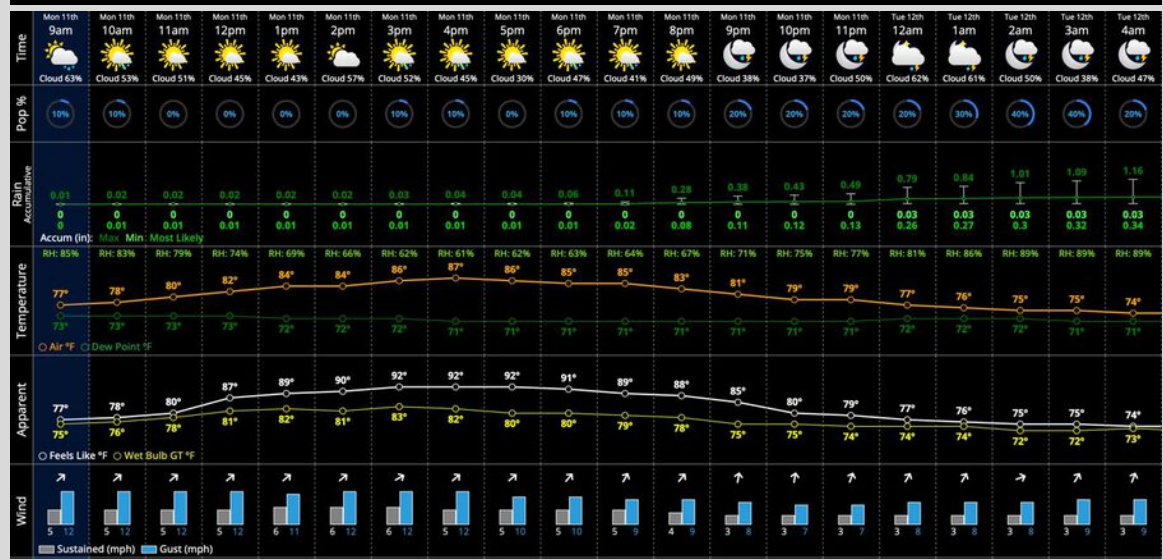 Time
Mon 11th Mon 11th Mon 11th Mon 11th Mon 11th Mon 11th Mon 11th Mon 11th Mon 11th Mon 11th Mon 11th Mon 11th Mon 11th Mon 11th Mon 11th Tue 12th Tue 12th Tue 12th Tue 12th Tue 12th
9am 10am 11am 12pm 1pm 2pm 3pm 4pm 5pm 6pm 7pm 8pm 9pm 10pm 11pm 12am 1am 2am 3am 4am
Cloud 63% Cloud 53% Cloud 51% Cloud 45% Cloud 43% Cloud 57% Cloud 52% Cloud 45% Cloud 30% Cloud 47% Cloud 41% Cloud 49% Cloud 38% Cloud 37% Cloud 50% Cloud 62% Cloud 61% Cloud 50% Cloud 38% Cloud 47%
Pop %
10% 10% 0% 0% 0% 0% 10% 10% 0% 10% 10% 10% 20% 20% 20% 20% 30% 40% 40% 20%
Rain
Accumulative
0.01 0.02 0.02 0.02 0.02 0.02 0.03 0.04 0.04 0.06 0.11 0.28 0.38 0.43 0.49 0.79 0.84 1.01 1.09 1.16
0 0 0 0 0 0 0 0 0 0 0 0 0 0 0 0.03 0.03 0.03 0.03 0.03
0 0.01 0.01 0.01 0.01 0.01 0.01 0.01 0.01 0.01 0.02 0.08 0.11 0.12 0.13 0.26 0.27 0.3 0.32 0.34
Accum (in): Max Min Most Likely
Temperature
RH: 85% RH: 83% RH: 79% RH: 74% RH: 69% RH: 66% RH: 62% RH: 61% RH: 62% RH: 63% RH: 64% RH: 67% RH: 71% RH: 75% RH: 77% RH: 81% RH: 86% RH: 89% RH: 89% RH: 89%
77° 78° 80° 82° 84° 84° 86° 87° 86° 85° 85° 83° 81° 79° 79° 77° 76° 75° 75° 74°
73° 73° 73° 73° 72° 72° 72° 71° 71° 71° 71° 71° 71° 71° 71° 72° 72° 72° 71° 71°
Air °F Dew Point °F
Apparent
77° 78° 80° 87° 89° 90° 92° 92° 92° 91° 89° 88° 85° 80° 79° 77° 76° 75° 75° 74°
75° 76° 78° 81° 82° 81° 83° 82° 80° 80° 79° 78° 75° 75° 74° 74° 74° 72° 72° 73°
Feels Like °F Wet Bulb GT °F
Wind
5 12 5 12 5 12 5 12 6 11 6 12 6 12 5 12 5 10 5 10 5 9 4 9 3 8 3 7 3 7 3 8 3 8 3 8 3 9 3 9
Sustained (mph) Gust (mph)